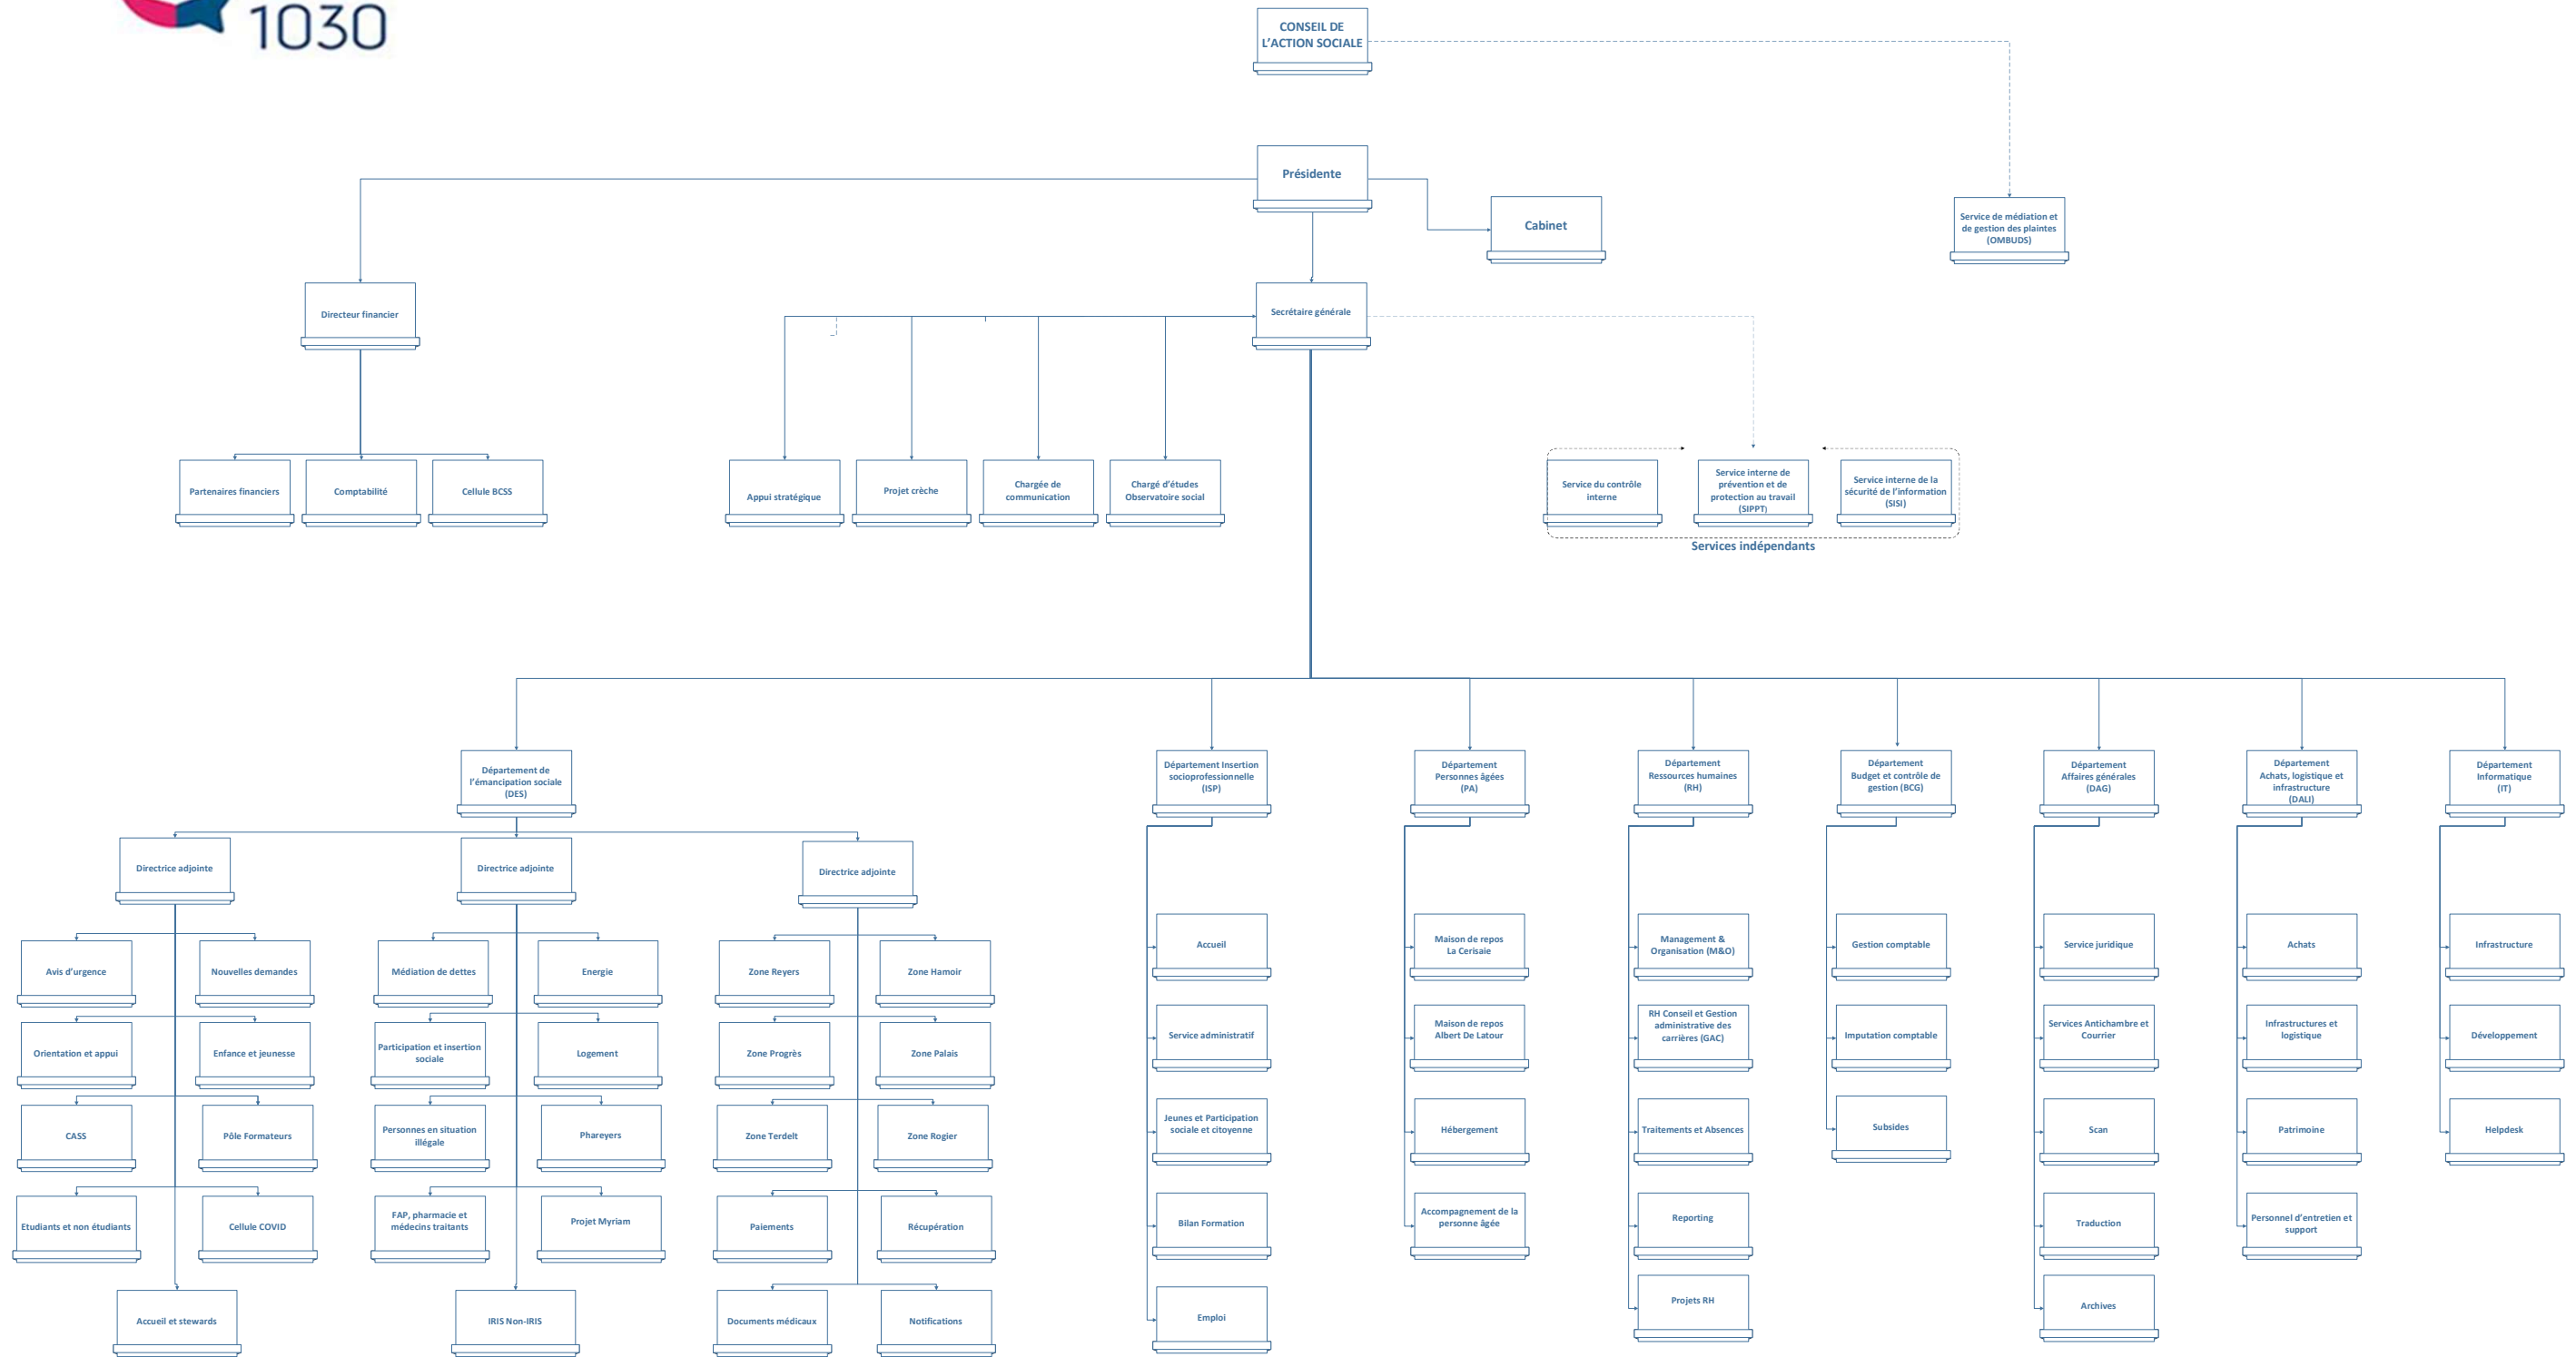 1030
CONSEIL DE
L'ACTION SOCIALE
Présidente
Cabinet
Service de médiation et
de gestion des plaintes
(OMBUDS)
Directeur financier
Secrétaire générale
Partenaires financiers
Comptabilité
Cellule BCSS
Appui stratégique
Projet crèche
Chargée de
communication
Chargé d'études
Observatoire social
Service du contrôle
interne
Service interne de
prévention et de
protection au travail
(SIPPT)
Service interne de la
sécurité de l'information
(SISI)
Services indépendants
Département de
l'émancipation sociale
(DES)
Département Insertion
socioprofessionnelle
(ISP)
Département
Personnes âgées
(PA)
Département
Ressources humaines
(RH)
Département
Budget et contrôle de
gestion (BCG)
Département
Affaires générales
(DAG)
Département
Achats, logistique et
infrastructure
(DALI)
Département
Informatique
(IT)
Directrice adjointe
Directrice adjointe
Directrice adjointe
Avis d'urgence
Nouvelles demandes
Orientation et appui
Enfance et jeunesse
CASS
Pôle Formateurs
Etudiants et non étudiants
Cellule COVID
Accueil et stewards
Médiation de dettes
Energie
Participation et insertion
sociale
Logement
Personnes en situation
illégale
Phareyers
FAP, pharmacie et
médecins traitants
Projet Myriam
IRIS Non-IRIS
Zone Reyers
Zone Hamoir
Zone Progrès
Zone Palais
Zone Terdelt
Zone Rogier
Paiements
Récupération
Documents médicaux
Notifications
Accueil
Service administratif
Jeunes et Participation
sociale et citoyenne
Bilan Formation
Emploi
Maison de repos
La Cerisaie
Maison de repos
Albert De Latour
Hébergement
Accompagnement de la
personne âgée
Management &
Organisation (M&O)
RH Conseil et Gestion
administrative des
carrières (GAC)
Traitements et Absences
Reporting
Projets RH
Gestion comptable
Imputation comptable
Subsides
Service juridique
Services Antichambre et
Courrier
Scan
Traduction
Archives
Achats
Infrastructures et
logistique
Patrimoine
Personnel d'entretien et
support
Infrastructure
Développement
Helpdesk